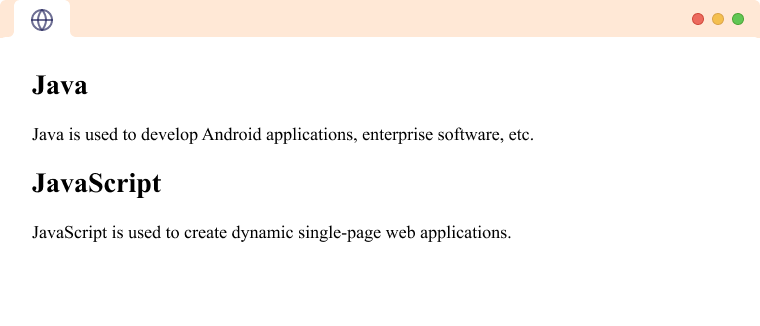 Java
Java is used to develop Android applications, enterprise software, etc.
JavaScript
JavaScript is used to create dynamic single-page web applications.